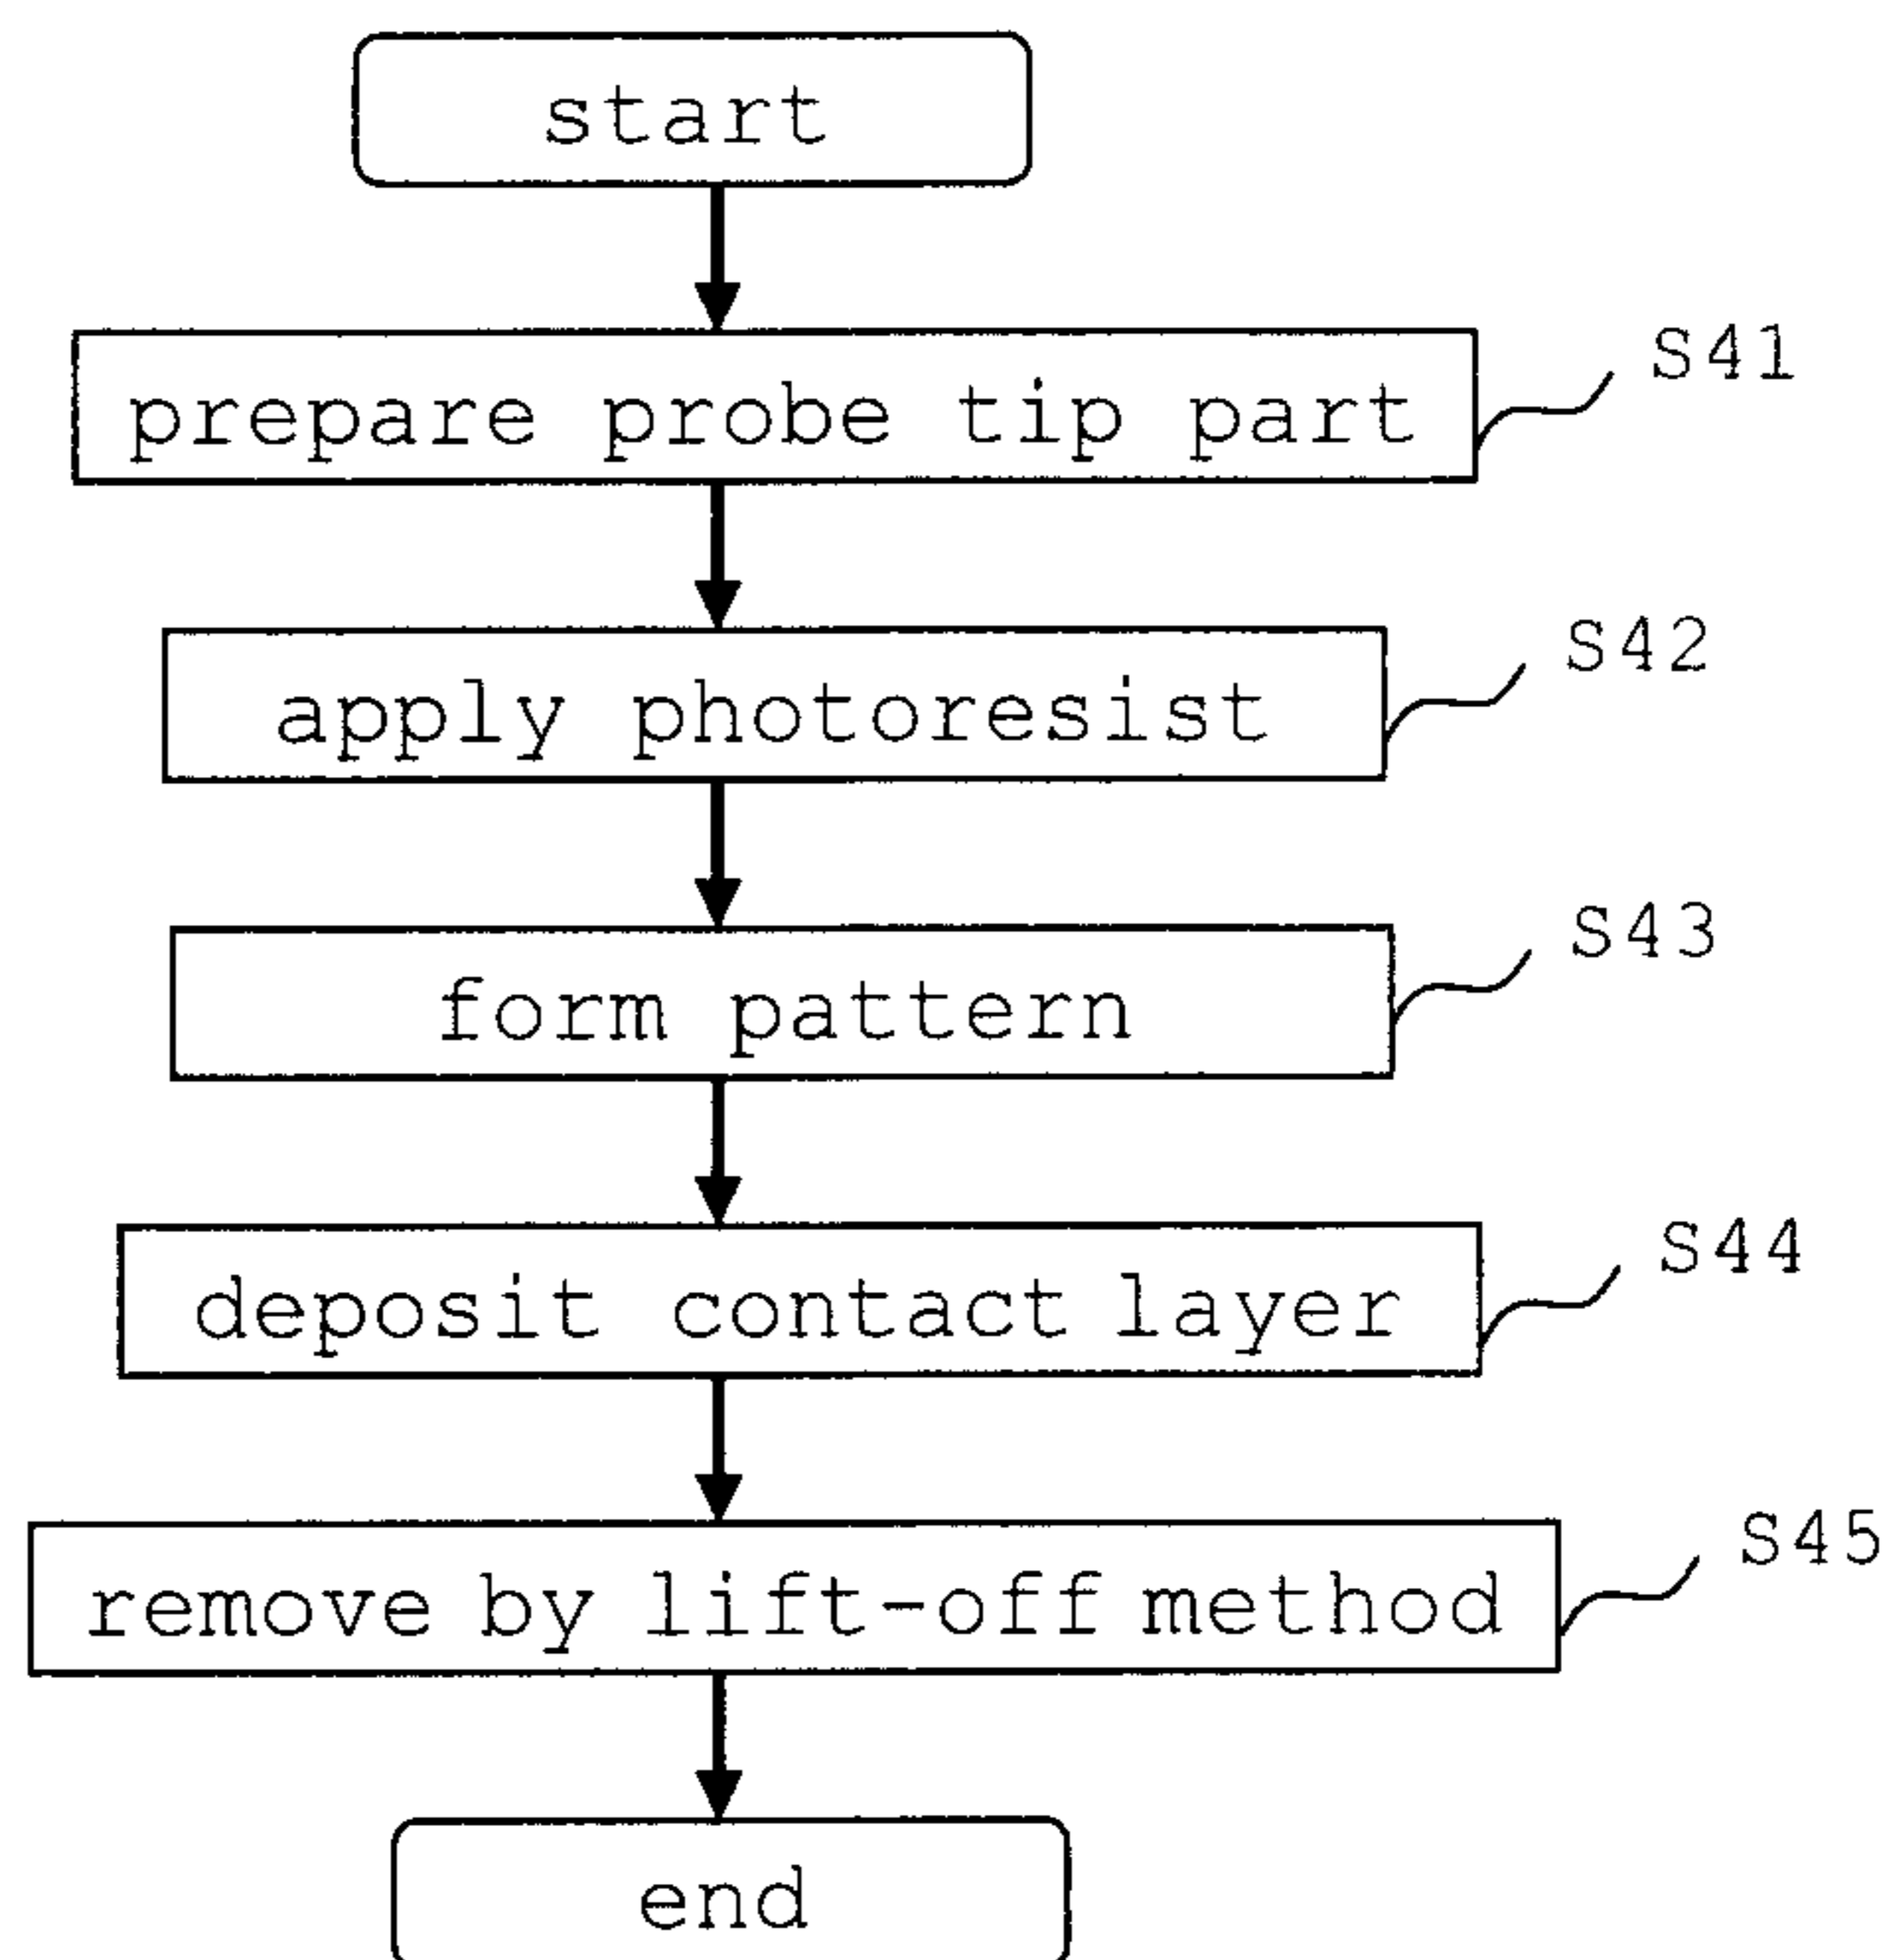 start
prepare probe tip part
S41
apply photoresist
S42
form pattern
S43
deposit contact layer
S44
remove by lift-off method
S45
end